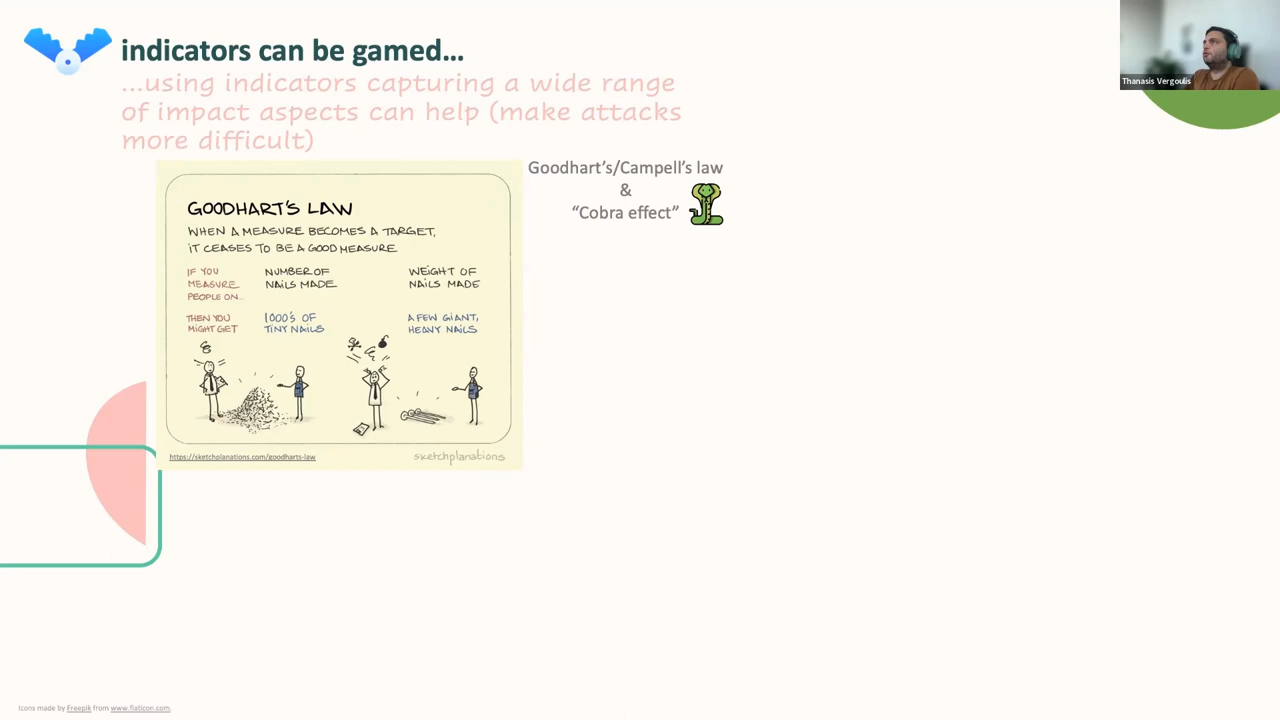 indicators can be gamed...
...using indicators capturing a wide range
of impact aspects can help (make attacks
more difficult)
Thanasis Vergoulis
Goodhart's/Campell's law
&
"Cobra effect"
GOODHART'S LAW
WHEN A MEASURE BECOMES A TARGET,
IT CEASES TO BE A GOOD MEASURE
IF YOU
MEASURE
PEOPLE ON...
NUMBER OF
NAILS MADE
WEIGHT OF
NAILS MADE
THEN YOU
MIGHT GET
1000'S OF
TINY NAILS
A FEW GIANT,
HEAVY NAILS
https://sketchplanations.com/goodharts-law
sketchplanations
Icons made by Freepik from www.flaticon.com.